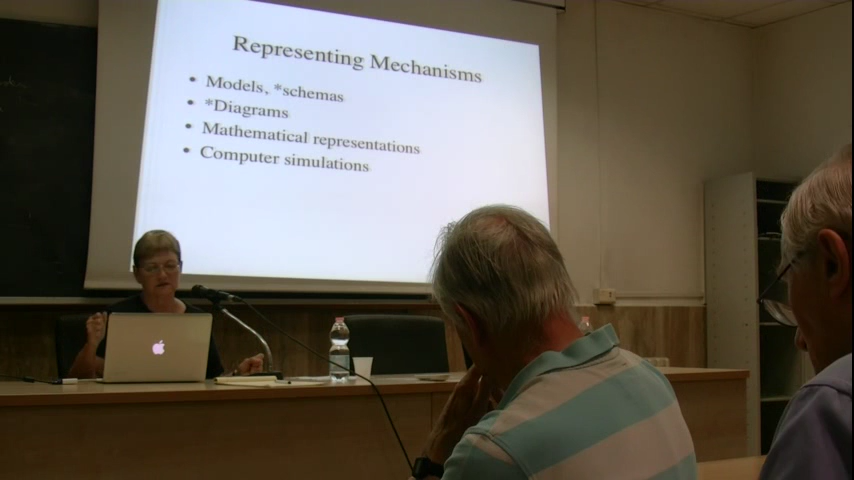 Representing Mechanisms
• Models, *schemas
• *Diagrams
• Mathematical representations
• Computer simulations